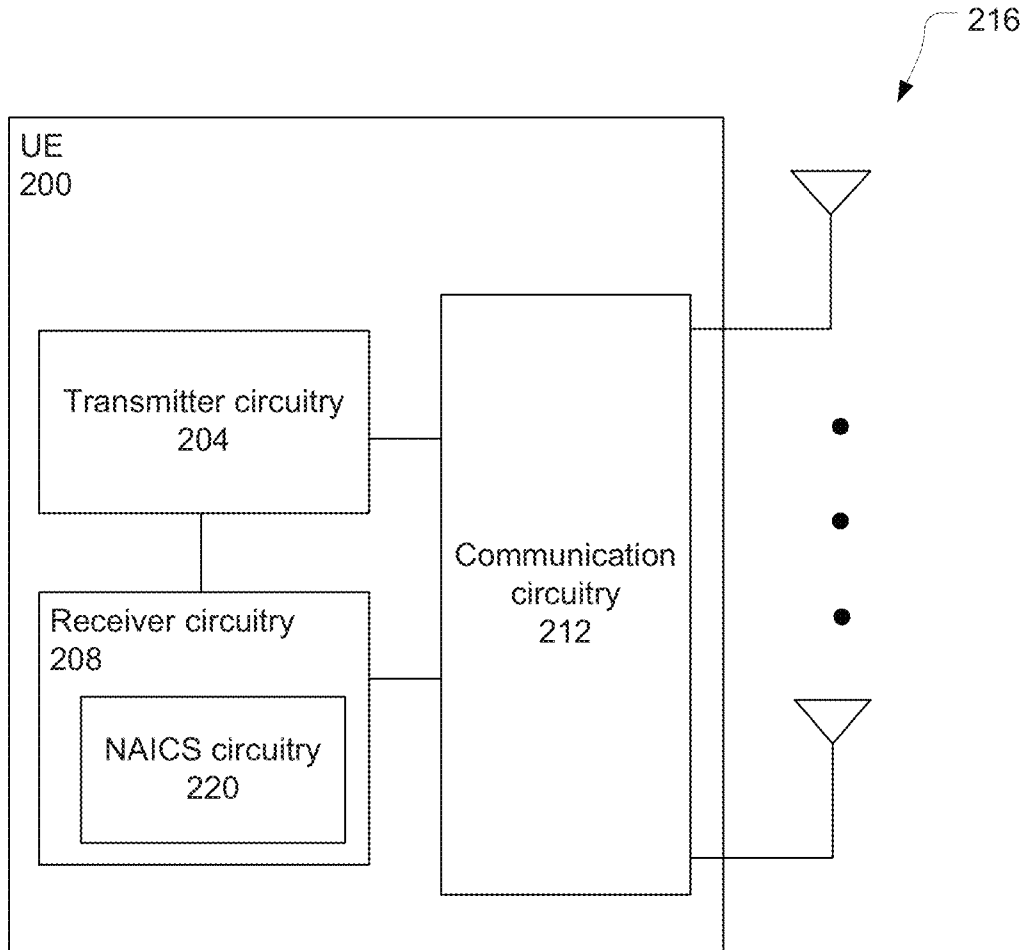 216
UE
200
Transmitter circuitry
204
Communication
circuitry
212
Receiver circuitry
208
NAICS circuitry
220